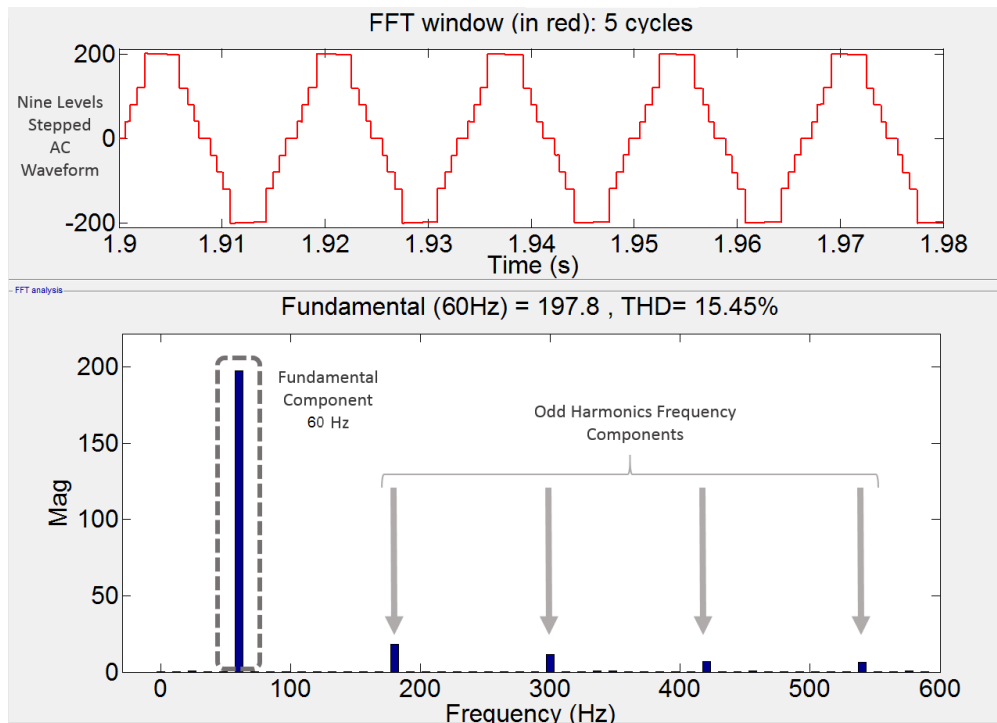 FFT window (in red): 5 cycles
200
0
-200
Nine Levels
Stepped
AC
Waveform
1.9 1.91 1.92 1.93 1.94 1.95 1.96 1.97 1.98
Time (s)
FFT analysis
Fundamental (60Hz) = 197.8 , THD= 15.45%
200
150
100
50
0
Mag
Fundamental
Component
60 Hz
Odd Harmonics Frequency
Components
0 100 200 300 400 500 600
Frequency (Hz)